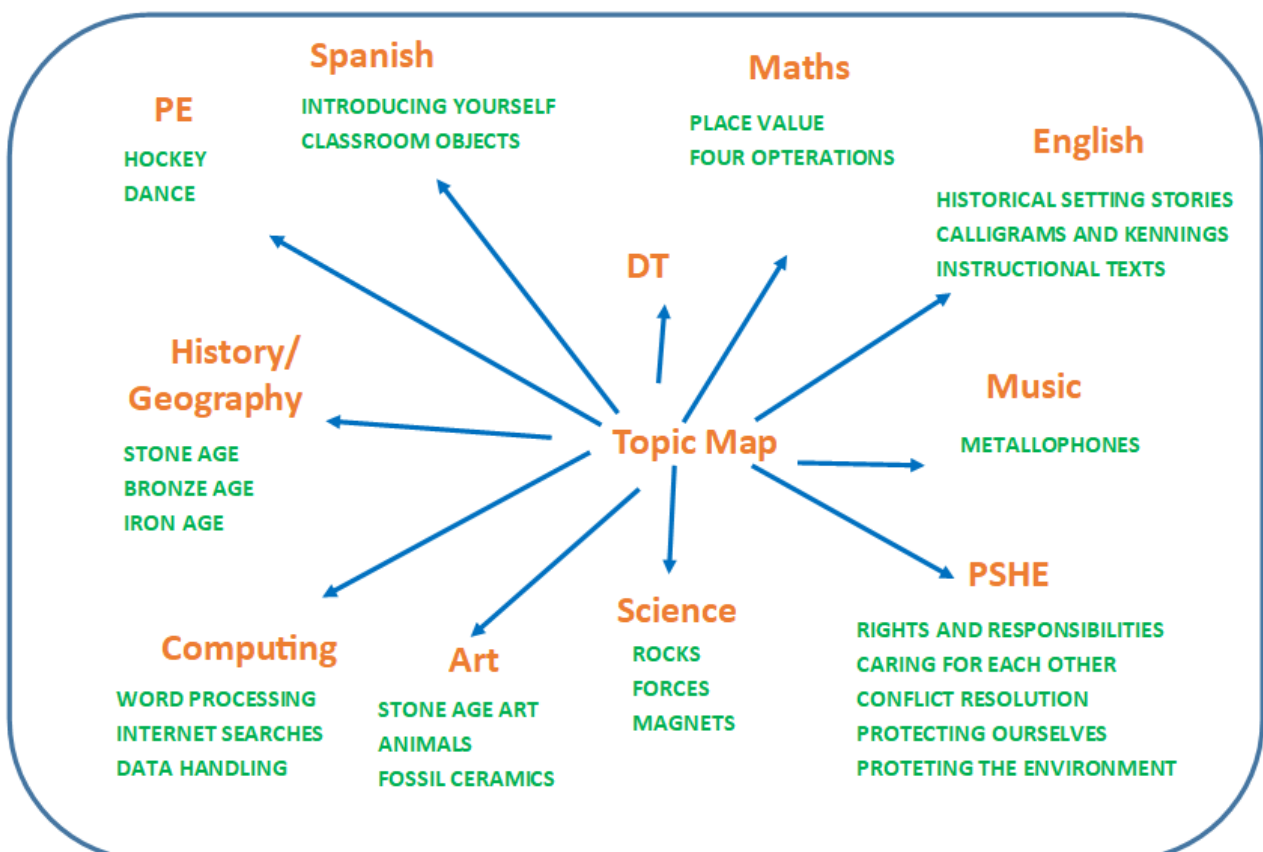 Spanish
INTRODUCING YOURSELF
CLASSROOM OBJECTS
Maths
PLACE VALUE
FOUR OPTERATIONS
PE
HOCKEY
DANCE
English
HISTORICAL SETTING STORIES
CALLIGRAMS AND KENNINGS
INSTRUCTIONAL TEXTS
DT
History/
Geography
STONE AGE
BRONZE AGE
IRON AGE
Topic Map
Music
METALLOPHONES
Computing
WORD PROCESSING
INTERNET SEARCHES
DATA HANDLING
Art
STONE AGE ART
ANIMALS
FOSSIL CERAMICS
Science
ROCKS
FORCES
MAGNETS
PSHE
RIGHTS AND RESPONSIBILITIES
CARING FOR EACH OTHER
CONFLICT RESOLUTION
PROTECTING OURSELVES
PROTETING THE ENVIRONMENT